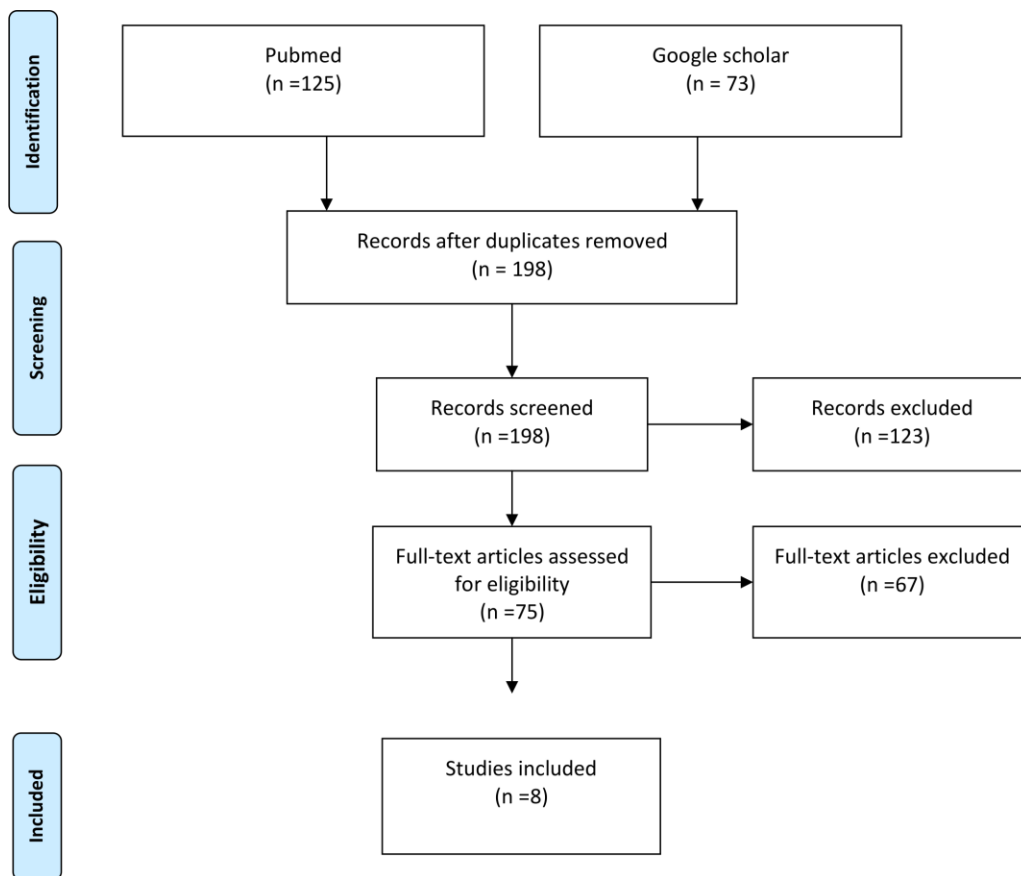 Identification
Pubmed
(n =125)
Google scholar
(n = 73)
Records after duplicates removed
(n = 198)
Screening
Records screened
(n =198)
Records excluded
(n =123)
Eligibility
Full-text articles assessed
for eligibility
(n =75)
Full-text articles excluded
(n =67)
Included
Studies included
(n =8)